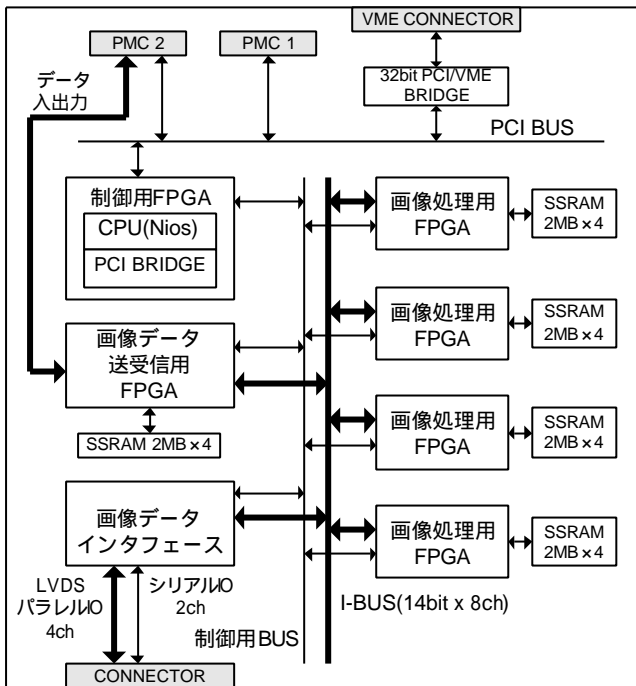 VME CONNECTOR
PMC 2
PMC 1
データ
入出力
32bit PCI/VME
BRIDGE
PCI BUS
制御用FPGA
CPU(Nios)
PCI BRIDGE
画像処理用
FPGA
SSRAM
2MB×4
画像データ
送受信用
FPGA
SSRAM 2MB×4
画像処理用
FPGA
SSRAM
2MB×4
画像処理用
FPGA
SSRAM
2MB×4
画像データ
インタフェース
画像処理用
FPGA
SSRAM
2MB×4
LVDS
パラレルIO
4ch
シリアルIO
2ch
I-BUS(14bit x 8ch)
制御用BUS
CONNECTOR